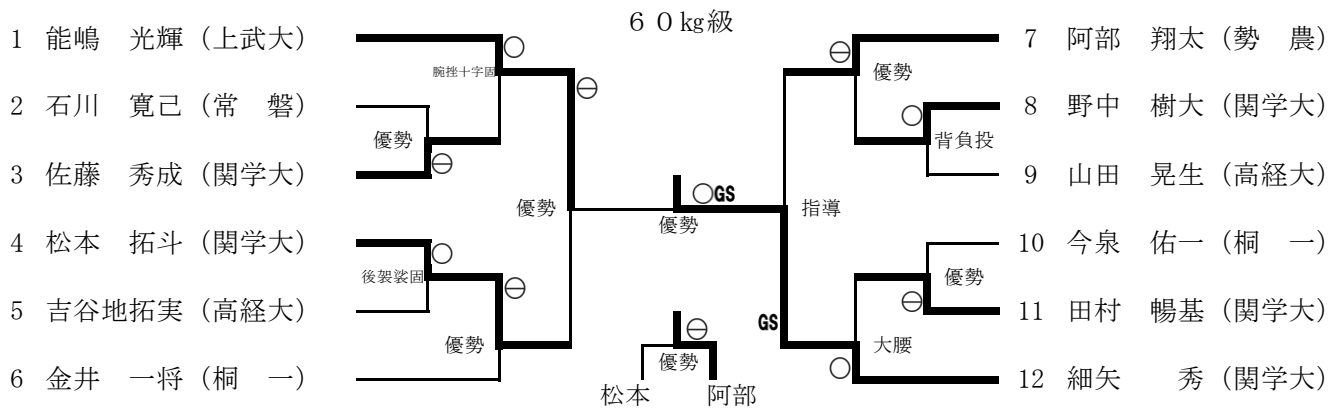 ６０㎏級
1 能嶋　光輝（上武大）
2 石川　寛己（常　磐）
3 佐藤　秀成（関学大）
4 松本　拓斗（関学大）
5 吉谷地拓実（高経大）
6 金井　一将（桐　一）
腕挫十字固
優勢
優勢
後袈裟固
優勢
○GS
優勢
優勢
松本　阿部
指導
GS
優勢
背負投
優勢
大腰
7 阿部　翔太（勢　農）
8 野中　樹大（関学大）
9 山田　晃生（高経大）
10 今泉　佑一（桐　一）
11 田村　暢基（関学大）
12 細矢　　秀（関学大）